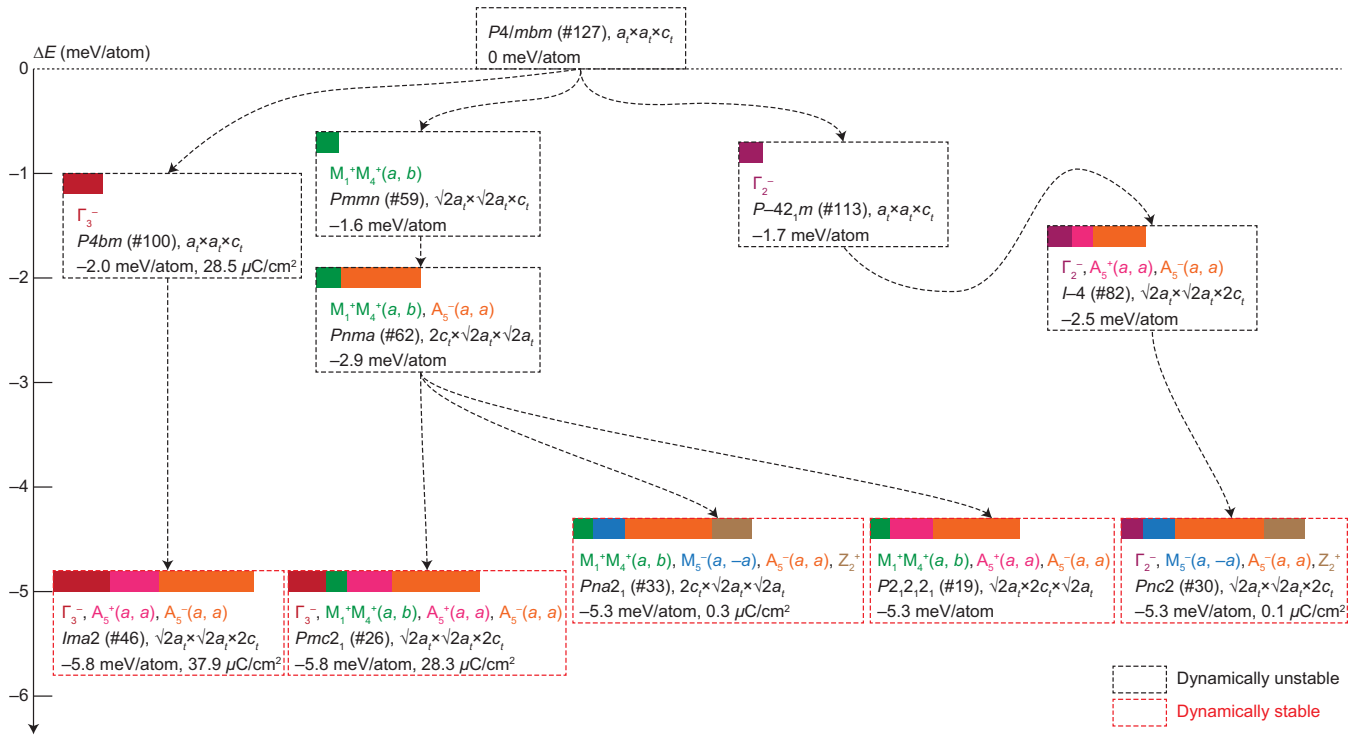 P4/mbm (#127), aₜ×aₜ×cₜ
0 meV/atom
ΔE (meV/atom)
0
–1
–2
–3
–4
–5
–6
Γ₃⁻
P4bm (#100), aₜ×aₜ×cₜ
–2.0 meV/atom, 28.5 μC/cm²
M₁⁺M₄⁺(a, b)
Pmmn (#59), √2aₜ×√2aₜ×cₜ
–1.6 meV/atom
M₁⁺M₄⁺(a, b), A₅⁻(a, a)
Pnma (#62), 2cₜ×√2aₜ×√2aₜ
–2.9 meV/atom
Γ₂⁻
P–42₁m (#113), aₜ×aₜ×cₜ
–1.7 meV/atom
Γ₂⁻, A₅⁺(a, a), A₅⁻(a, a)
I–4 (#82), √2aₜ×√2aₜ×2cₜ
–2.5 meV/atom
Γ₃⁻, A₅⁺(a, a), A₅⁻(a, a)
Ima2 (#46), √2aₜ×√2aₜ×2cₜ
–5.8 meV/atom, 37.9 μC/cm²
Γ₃⁻, M₁⁺M₄⁺(a, b), A₅⁺(a, a), A₅⁻(a, a)
Pmc2₁ (#26), √2aₜ×√2aₜ×2cₜ
–5.8 meV/atom, 28.3 μC/cm²
M₁⁺M₄⁺(a, b), M₅⁻(a, –a), A₅⁻(a, a), Z₂⁺
Pna2₁ (#33), 2cₜ×√2aₜ×√2aₜ
–5.3 meV/atom, 0.3 μC/cm²
M₁⁺M₄⁺(a, b), A₅⁺(a, a), A₅⁻(a, a)
P2₁2₁2₁ (#19), √2aₜ×2cₜ×√2aₜ
–5.3 meV/atom
Γ₂⁻, M₅⁻(a, –a), A₅⁻(a, a), Z₂⁺
Pnc2 (#30), √2aₜ×√2aₜ×2cₜ
–5.3 meV/atom, 0.1 μC/cm²
Dynamically unstable
Dynamically stable